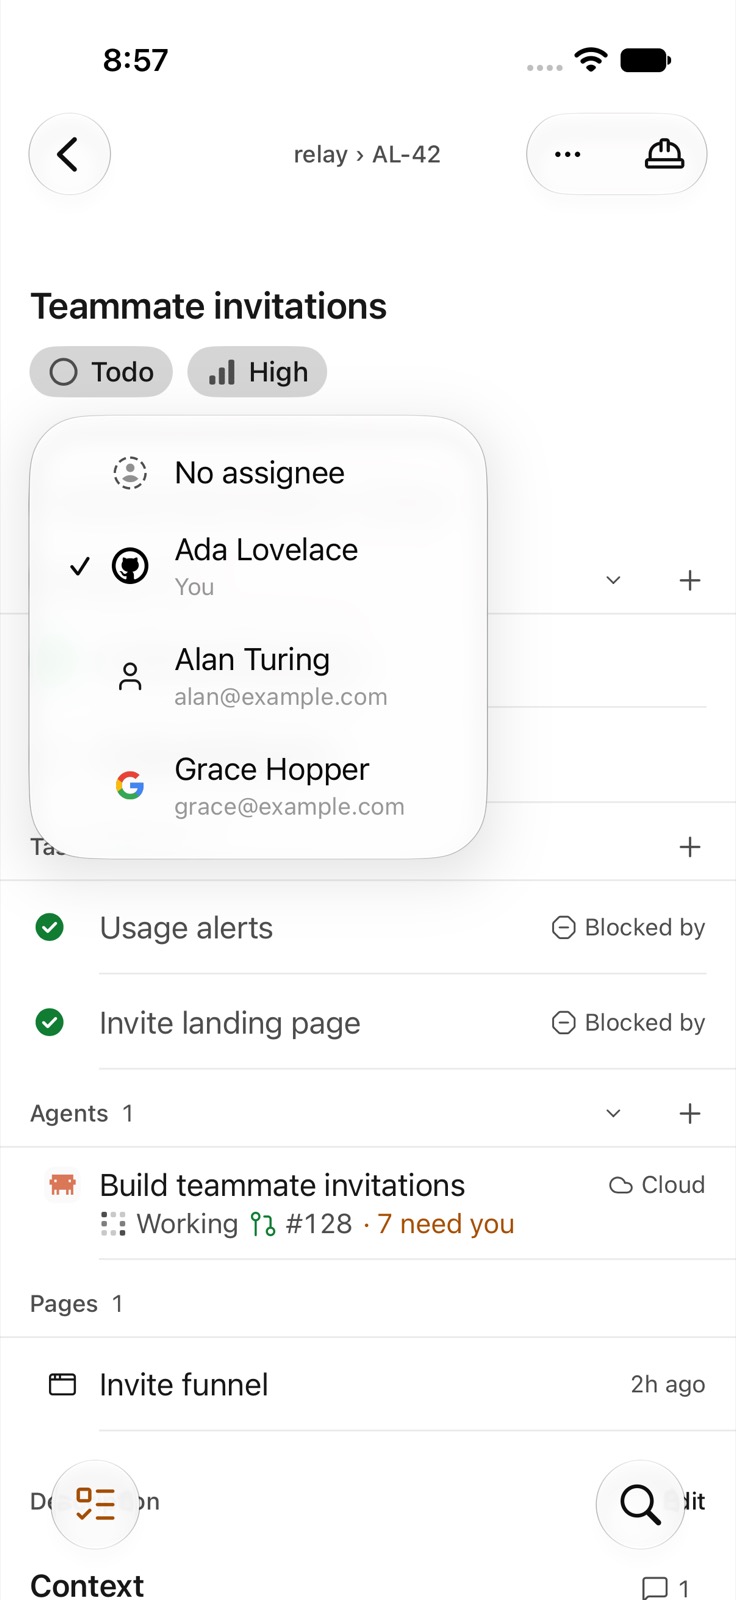 8:57
relay › AL-42
Teammate invitations
Todo
High
No assignee
Ada Lovelace
You
Alan Turing
alan@example.com
Grace Hopper
grace@example.com
Usage alerts
Blocked by
Invite landing page
Blocked by
Agents 1
Build teammate invitations
Cloud
Working #128 · 7 need you
Pages 1
Invite funnel
2h ago
Context
1